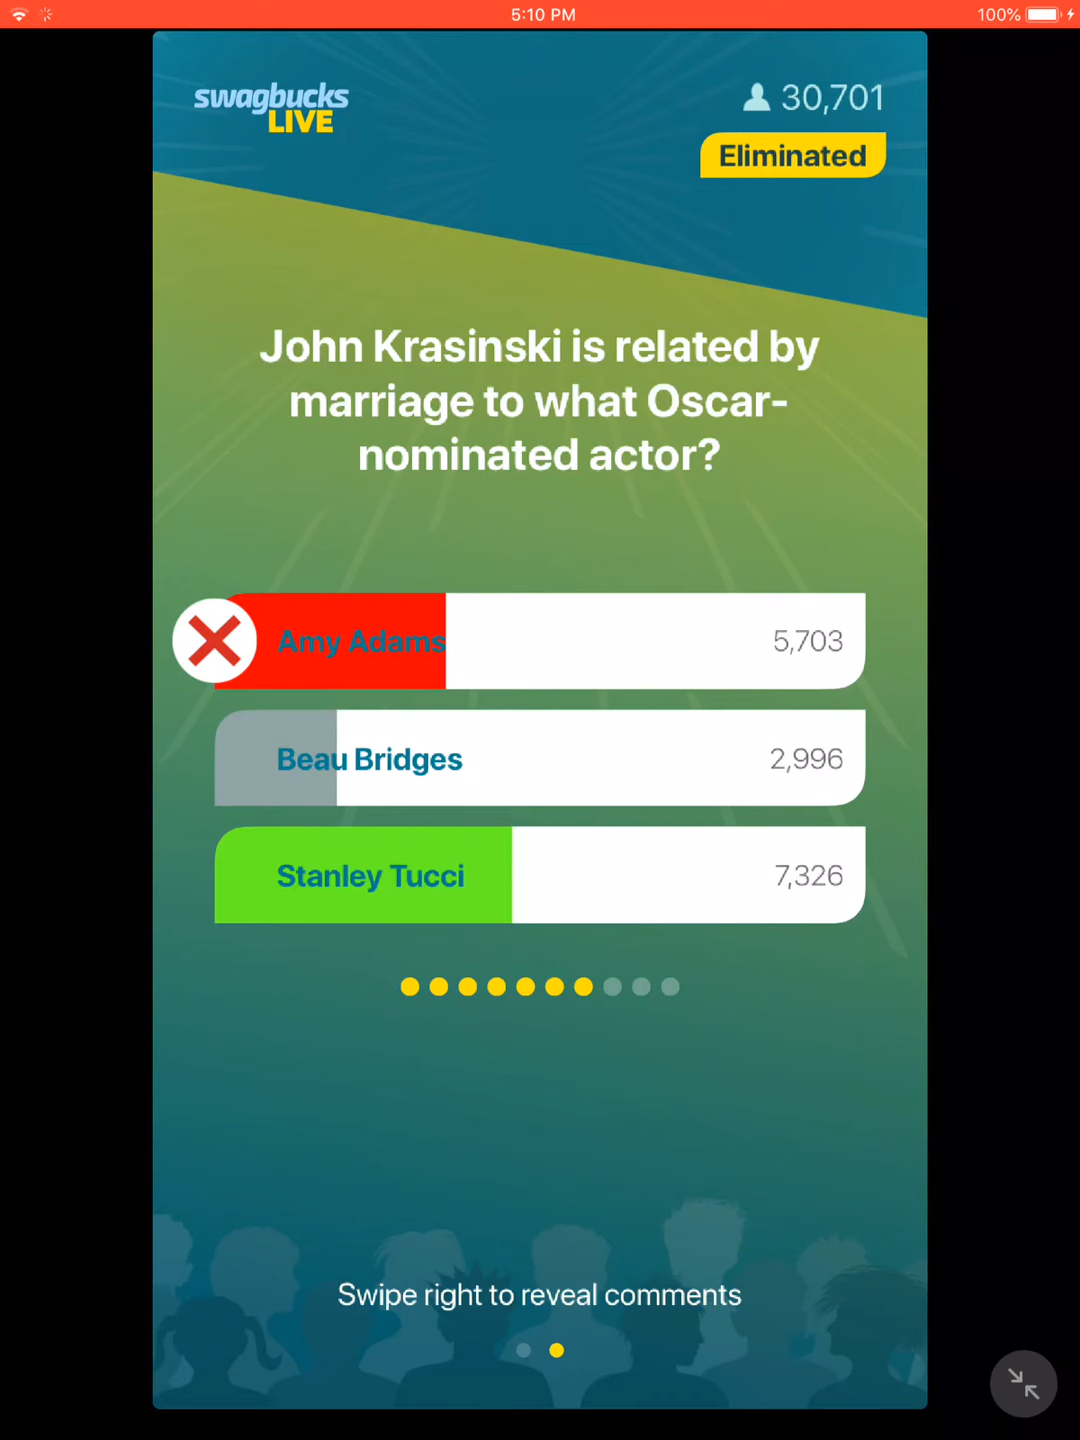 5:10 PM
100%
swagbucks
LIVE
30,701
Eliminated
John Krasinski is related by
marriage to what Oscar-
nominated actor?
Amy Adams
5,703
Beau Bridges
2,996
Stanley Tucci
7,326
Swipe right to reveal comments